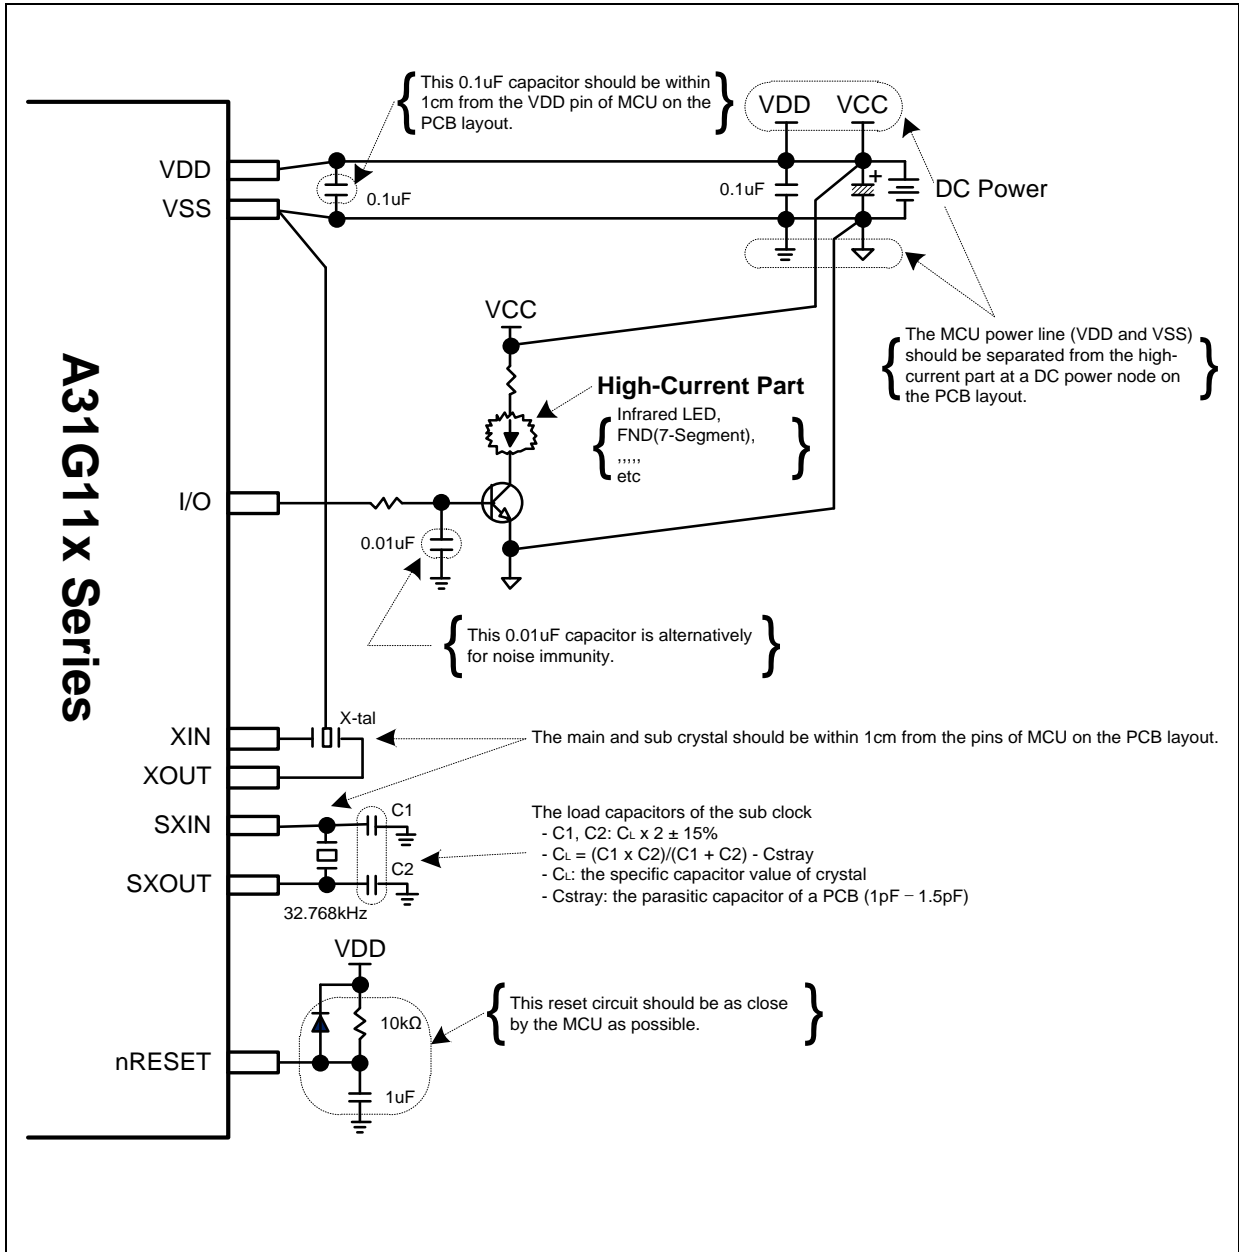 This 0.1uF capacitor should be within
1cm from the VDD pin of MCU on the
PCB layout.
VDD
VCC
VDD
VSS
0.1uF
0.1uF
+
DC Power
The MCU power line (VDD and VSS)
should be separated from the high-
current part at a DC power node on
the PCB layout.
VCC
High-Current Part
Infrared LED,
FND(7-Segment),
,,,,,
etc
A31G11x Series
I/O
0.01uF
This 0.01uF capacitor is alternatively
for noise immunity.
X-tal
XIN
XOUT
The main and sub crystal should be within 1cm from the pins of MCU on the PCB layout.
SXIN
SXOUT
C1
C2
32.768kHz
The load capacitors of the sub clock
- C1, C2: CL x 2 ± 15%
- CL = (C1 x C2)/(C1 + C2) - Cstray
- CL: the specific capacitor value of crystal
- Cstray: the parasitic capacitor of a PCB (1pF – 1.5pF)
VDD
10kΩ
nRESET
1uF
This reset circuit should be as close
by the MCU as possible.